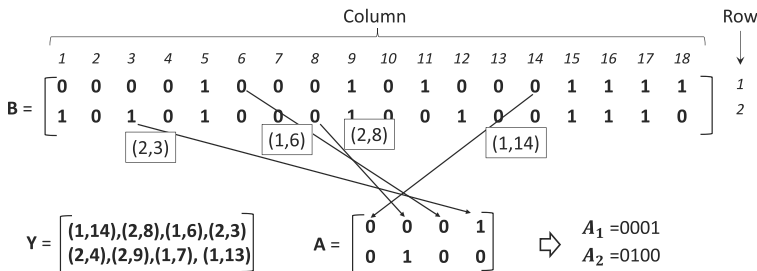 Column Row
1 2 3 4 5 6 7 8 9 10 11 12 13 14 15 16 17 18
B = 0 0 0 0 1 0 0 0 1 0 1 0 0 0 1 1 1 1 1
1 0 1 0 1 0 0 0 1 0 0 1 0 0 1 1 1 0 2
(2,3) (1,6) (2,8) (1,14)
Y = (1,14),(2,8),(1,6),(2,3)
(2,4),(2,9),(1,7), (1,13)
A = 0 0 0 1
0 1 0 0
A₁ =0001
A₂ =0100